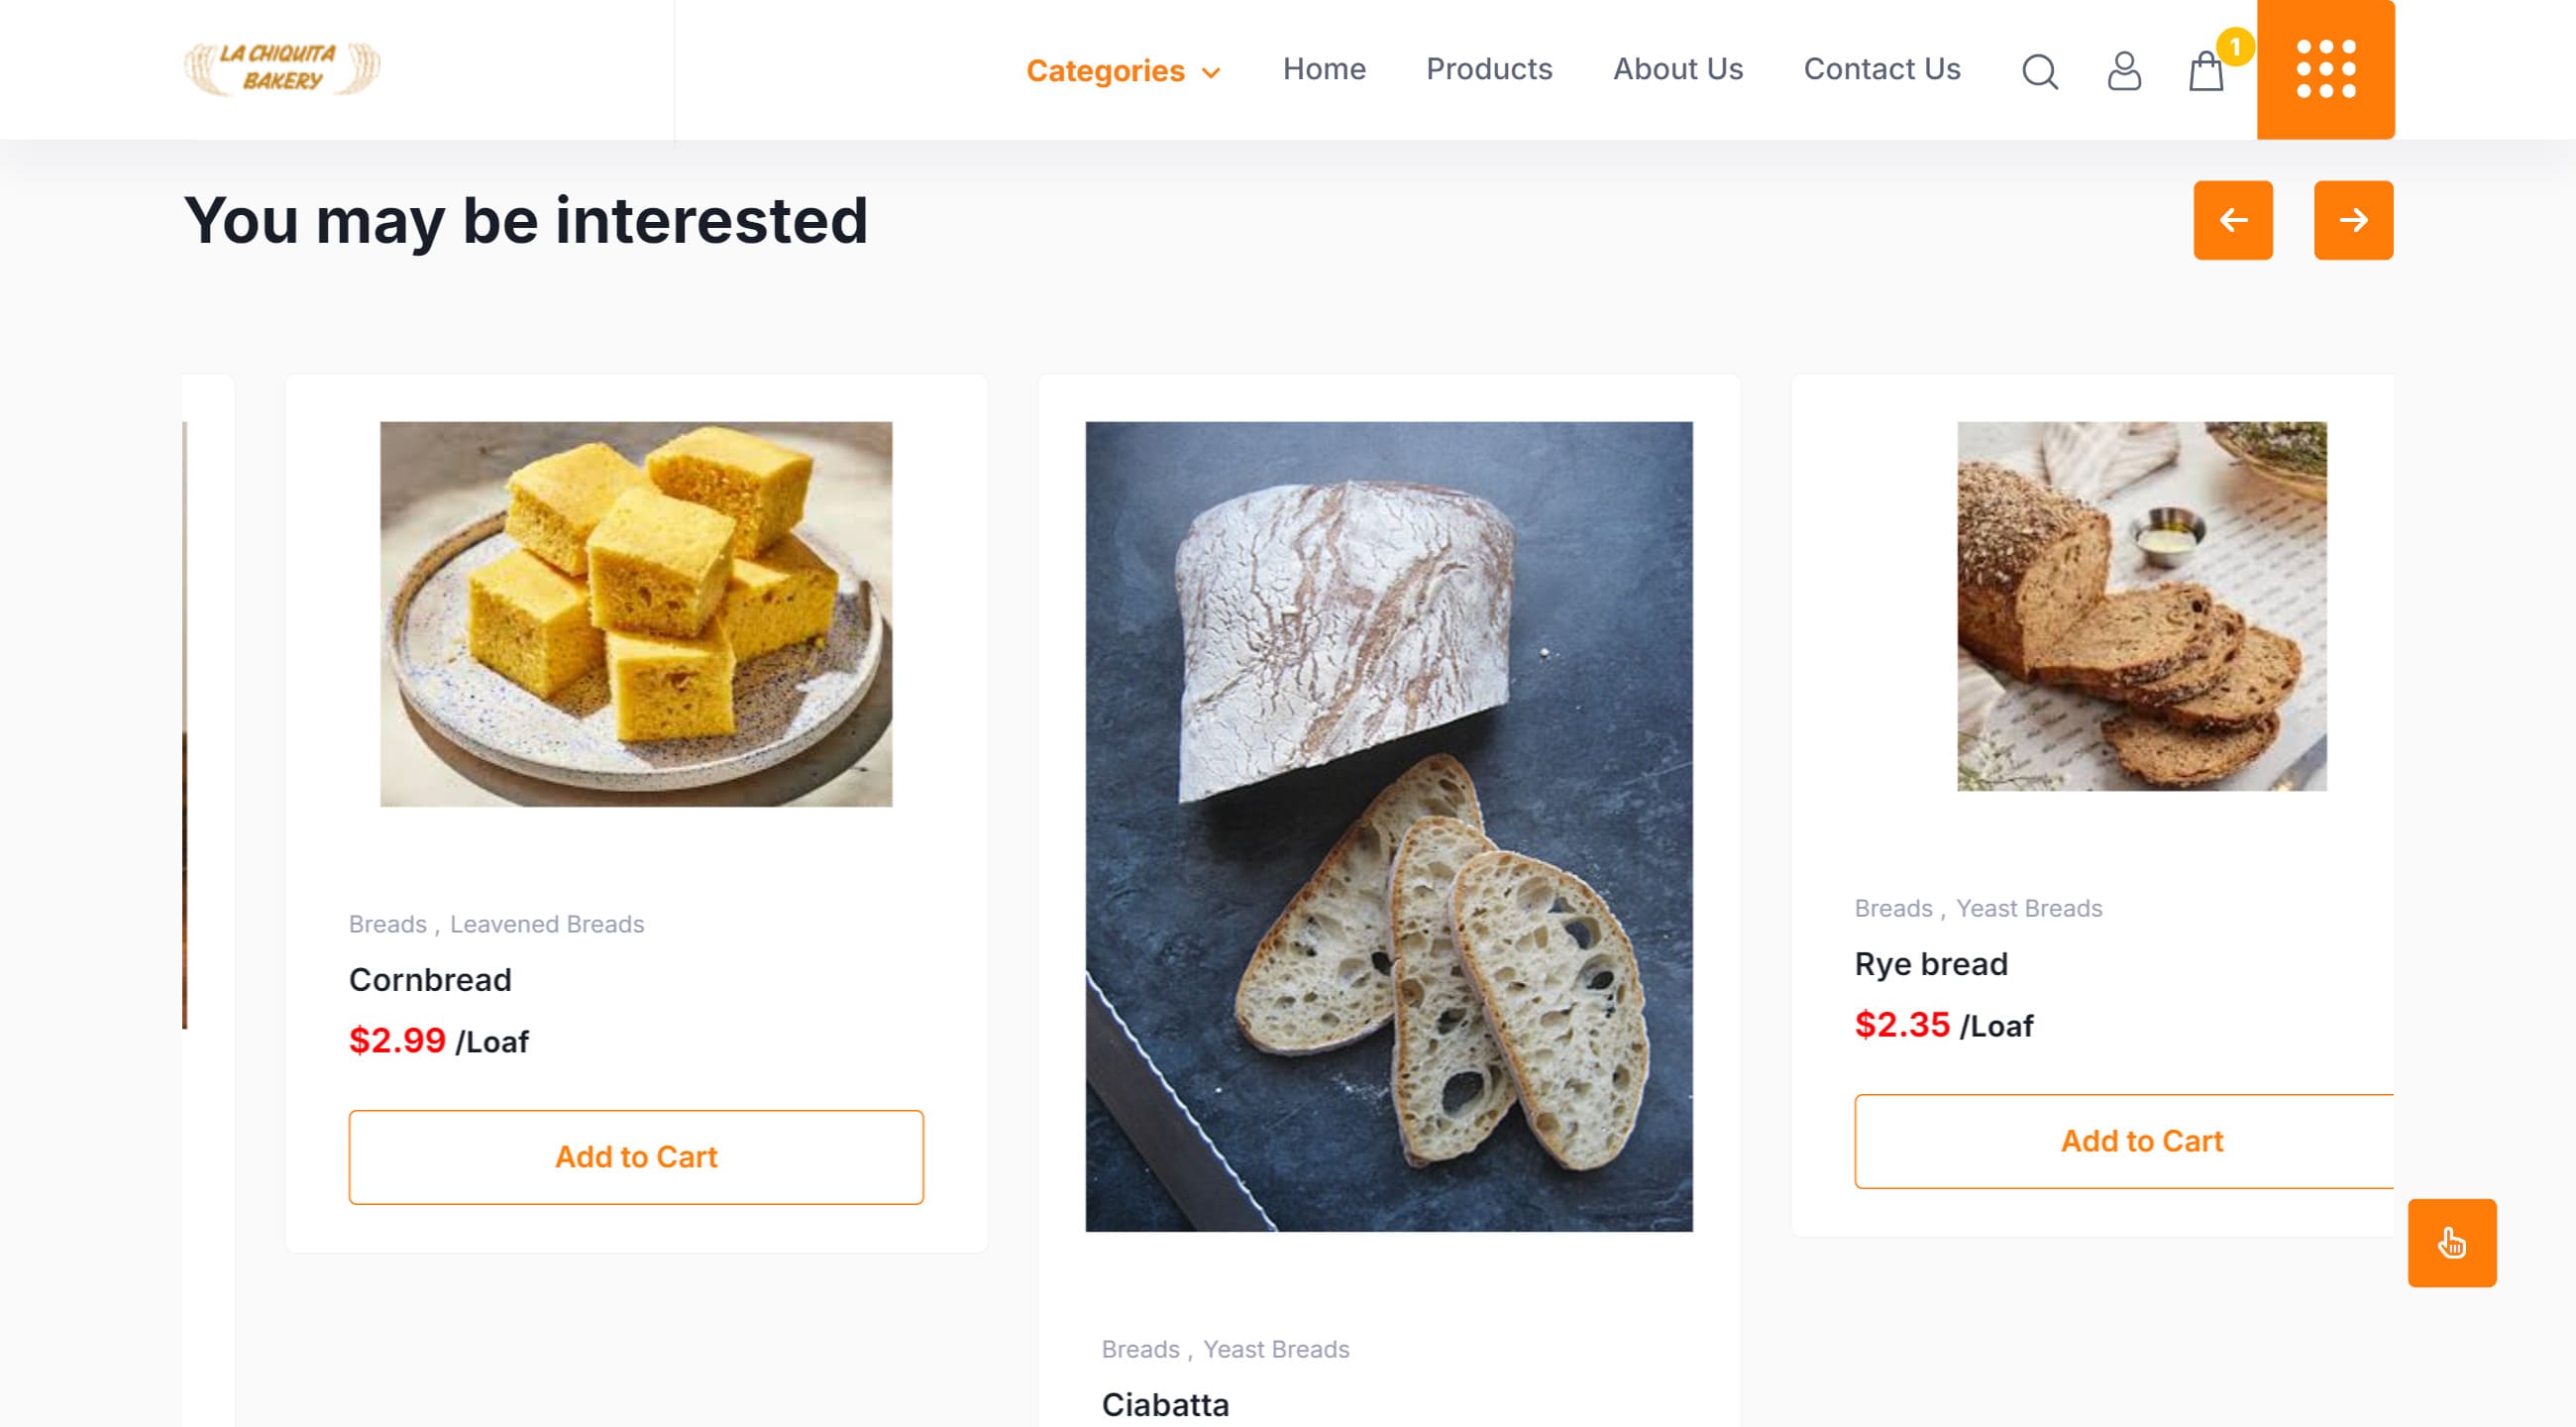 LA CHIQUITA
BAKERY
Categories
Home
Products
About Us
Contact Us
1
You may be interested
Breads , Leavened Breads
Cornbread
$2.99 /Loaf
Add to Cart
Breads , Yeast Breads
Ciabatta
Breads , Yeast Breads
Rye bread
$2.35 /Loaf
Add to Cart